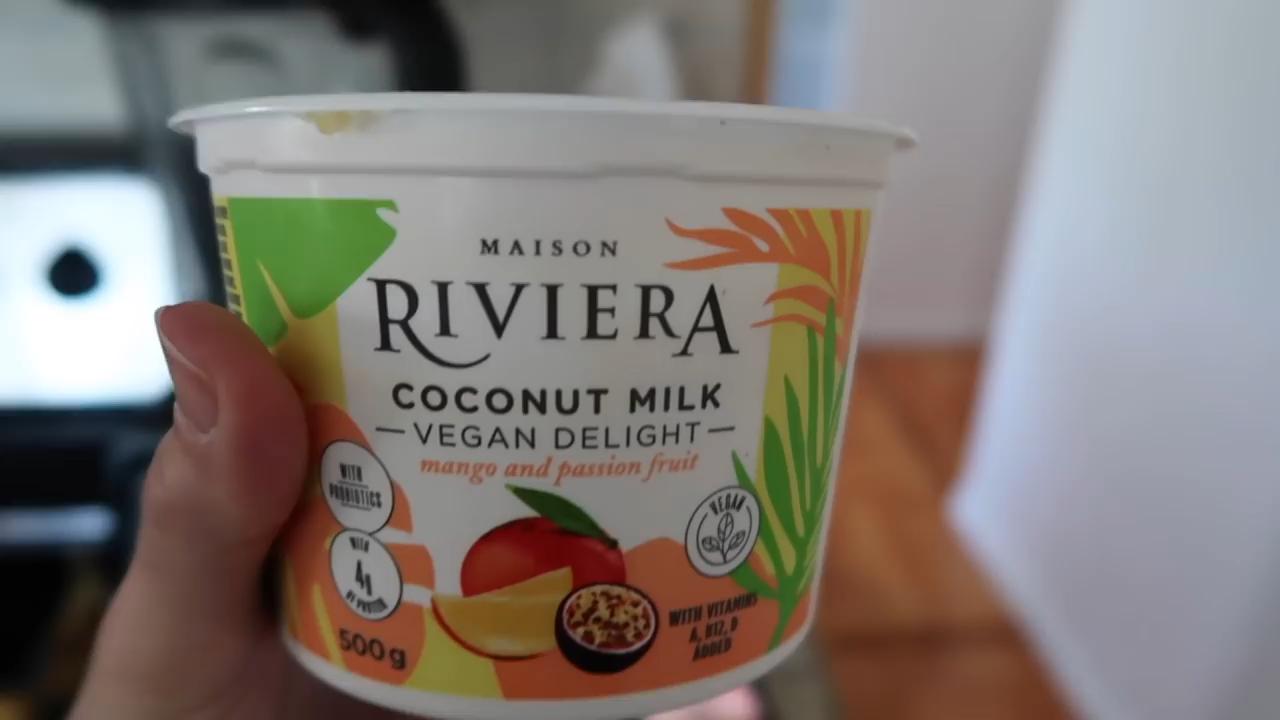 MAISON
RIVIERA
COCONUT MILK
VEGAN DELIGHT
mango and passion fruit
WITH
PROBIOTICS
WITH
4g
OF PROTEIN
500g
VEGAN
WITH VITAMINS
A, B12, D
ADDED